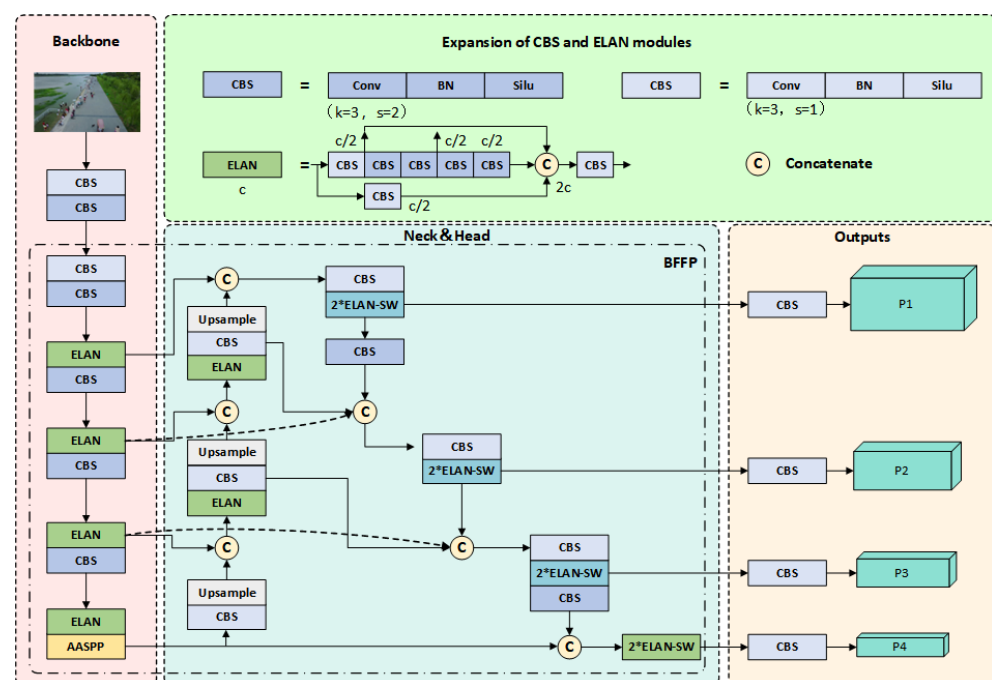 Backbone
Expansion of CBS and ELAN modules
CBS
=
Conv
BN
Silu
(k=3, s=2)
CBS
=
Conv
BN
Silu
(k=3, s=1)
ELAN
c
=
c/2
c/2
c/2
CBS
CBS
CBS
CBS
CBS
C
CBS
CBS
c/2
2c
C
Concatenate
CBS
CBS
CBS
CBS
ELAN
CBS
ELAN
CBS
ELAN
CBS
ELAN
AASPP
Neck&Head
BFFP
C
Upsample
CBS
ELAN
C
Upsample
CBS
ELAN
C
Upsample
CBS
CBS
2*ELAN-SW
CBS
C
CBS
2*ELAN-SW
C
CBS
2*ELAN-SW
CBS
C
2*ELAN-SW
Outputs
CBS
P1
CBS
P2
CBS
P3
CBS
P4